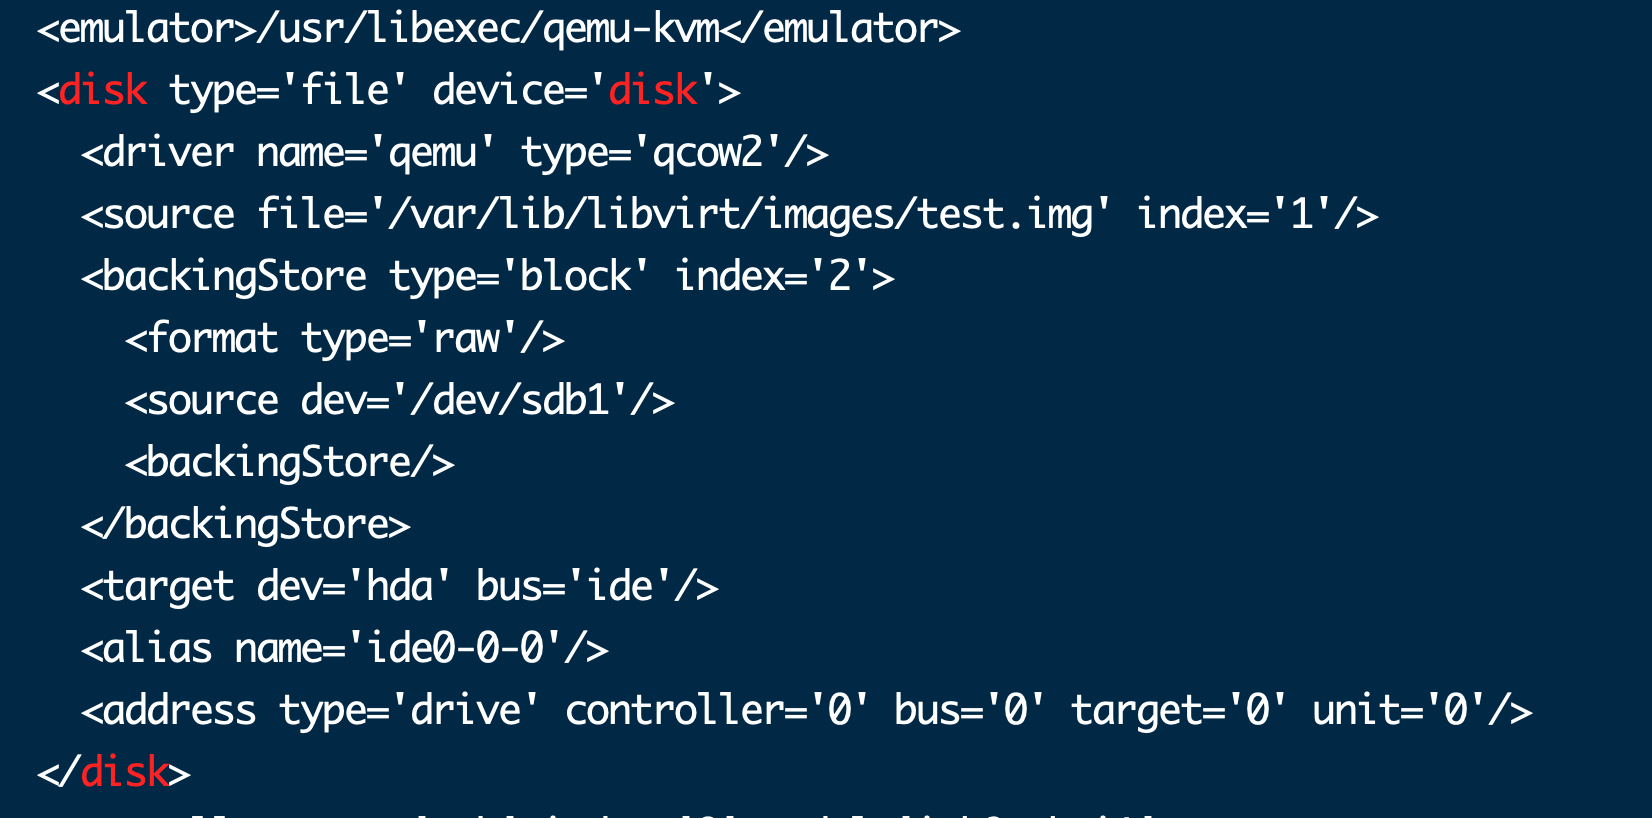 <emulator>/usr/libexec/qemu-kvm</emulator>
<disk type='file' device='disk'>
  <driver name='qemu' type='qcow2'/>
  <source file='/var/lib/libvirt/images/test.img' index='1'/>
  <backingStore type='block' index='2'>
    <format type='raw'/>
    <source dev='/dev/sdb1'/>
    <backingStore/>
  </backingStore>
  <target dev='hda' bus='ide'/>
  <alias name='ide0-0-0'/>
  <address type='drive' controller='0' bus='0' target='0' unit='0'/>
</disk>